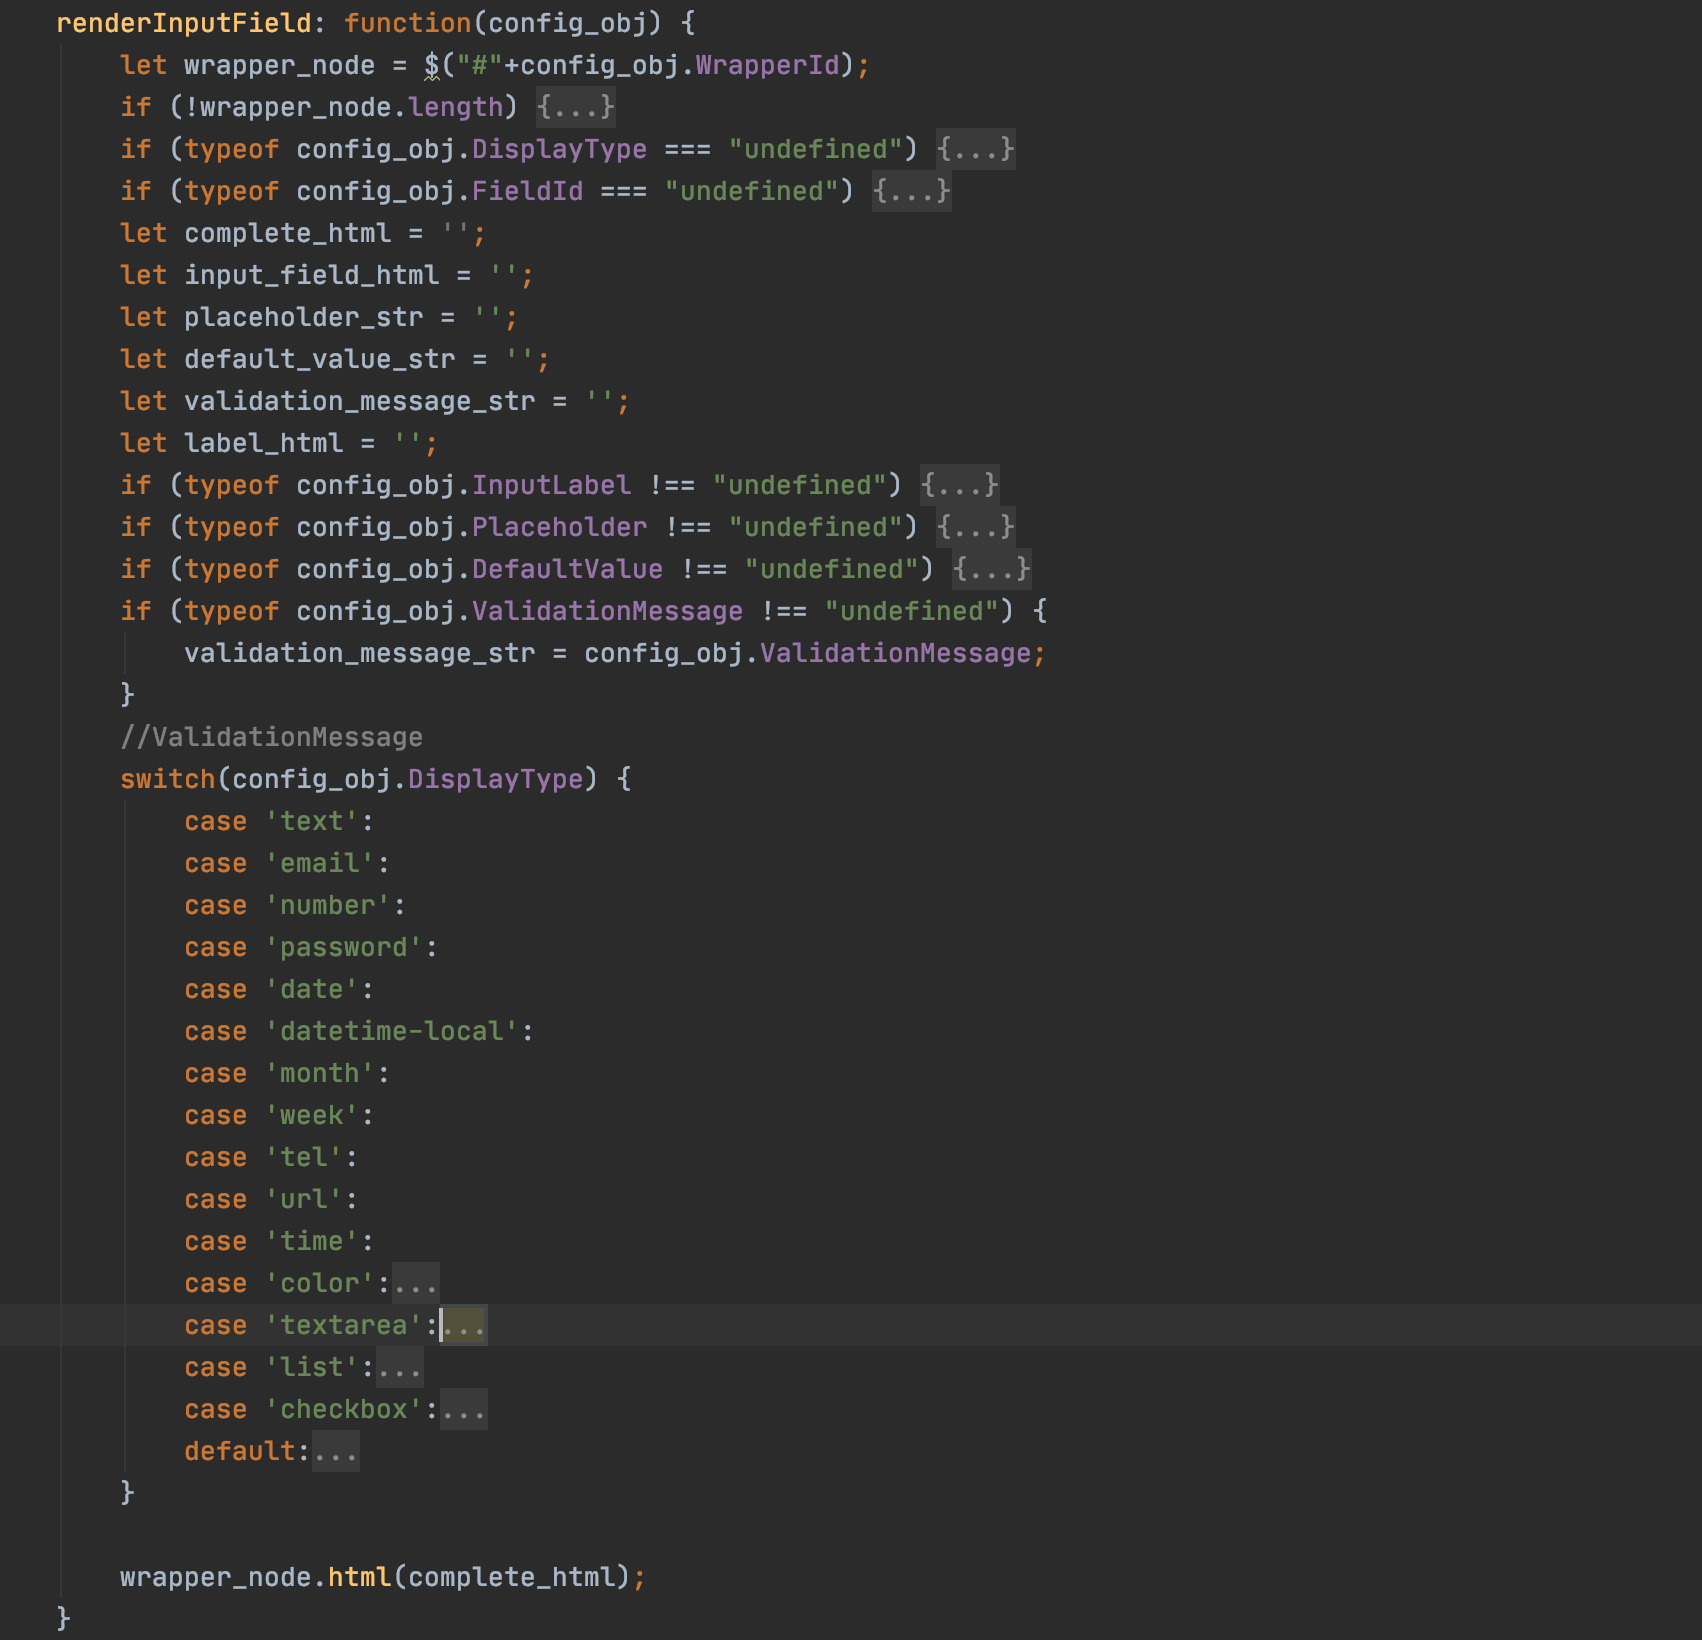 renderInputField: function(config_obj) {
let wrapper_node = $("#"+config_obj.WrapperId);
if (!wrapper_node.length) {...}
if (typeof config_obj.DisplayType === "undefined") {...}
if (typeof config_obj.FieldId === "undefined") {...}
let complete_html = '';
let input_field_html = '';
let placeholder_str = '';
let default_value_str = '';
let validation_message_str = '';
let label_html = '';
if (typeof config_obj.InputLabel !== "undefined") {...}
if (typeof config_obj.Placeholder !== "undefined") {...}
if (typeof config_obj.DefaultValue !== "undefined") {...}
if (typeof config_obj.ValidationMessage !== "undefined") {
validation_message_str = config_obj.ValidationMessage;
}
//ValidationMessage
switch(config_obj.DisplayType) {
case 'text':
case 'email':
case 'number':
case 'password':
case 'date':
case 'datetime-local':
case 'month':
case 'week':
case 'tel':
case 'url':
case 'time':
case 'color':...
case 'textarea':...
case 'list':...
case 'checkbox':...
default:...
}
wrapper_node.html(complete_html);
}